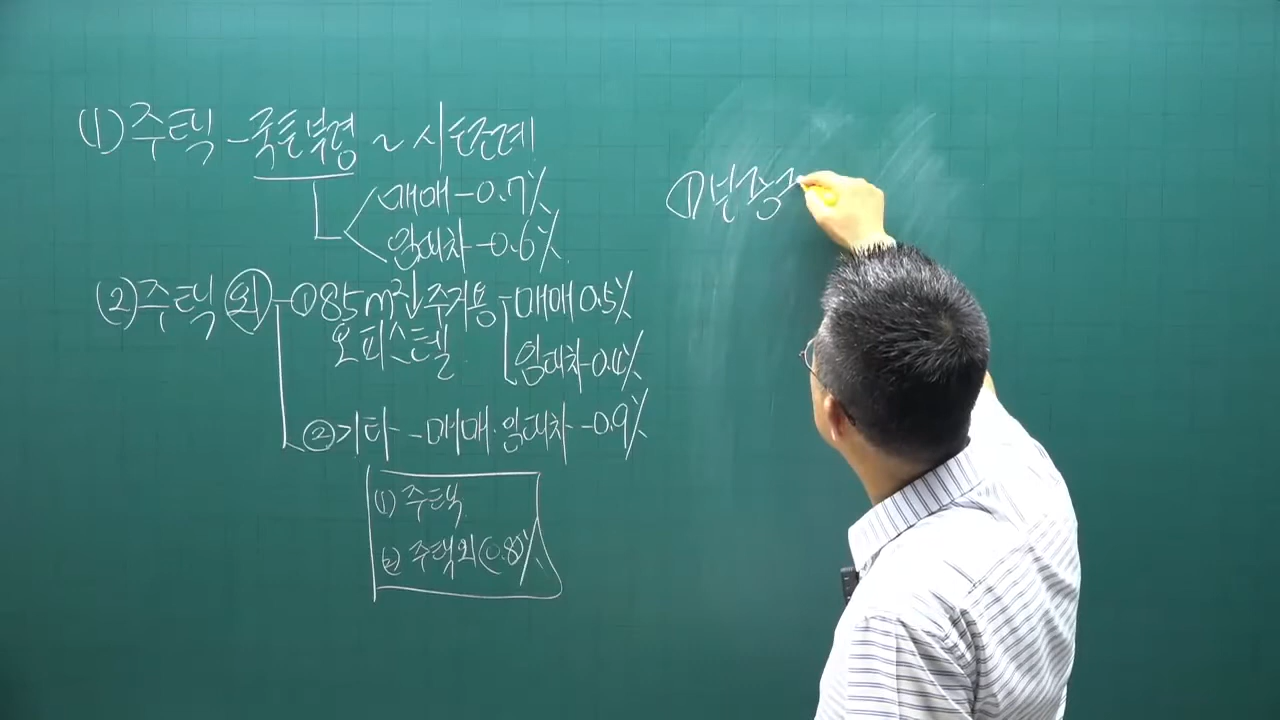 (1) 주택 - 국토부령 ~ 시·도조례!
매매 - 0.7%
임대차 - 0.6%
(2) 주택 외 - ① 85m²↓ 주거용 - 매매 0.5%
오피스텔 임대차 - 0.4%
② 기타 - 매매·임대차 - 0.9%
(1) 주택
(2) 주택외 (0.8)%
①